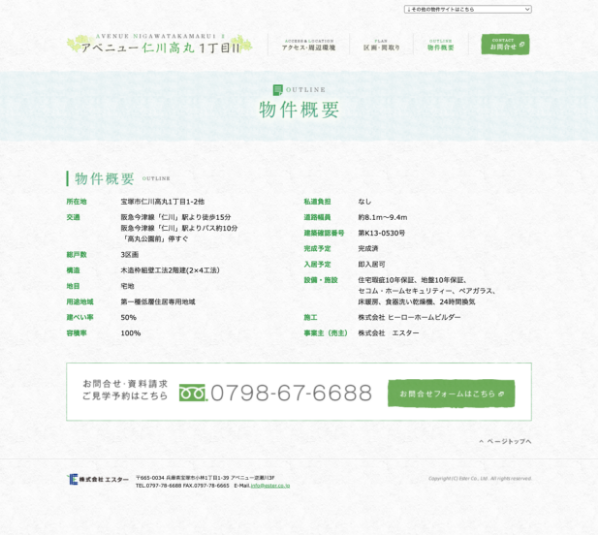 ↓その他の物件サイトはこちら
AVENUE NIGAWATAKAMARU1 2
アベニュー仁川高丸1丁目II
ACCESS & LOCATION
アクセス・周辺環境
PLAN
区画・間取り
OUTLINE
物件概要
CONTACT
お問合せ
OUTLINE
物件概要
物件概要 OUTLINE
所在地 宝塚市仁川高丸1丁目1-2他
交通 阪急今津線「仁川」駅より徒歩15分
阪急今津線「仁川」駅よりバス約10分
「高丸公園前」停すぐ
総戸数 3区画
構造 木造枠組壁工法2階建(2×4工法)
地目 宅地
用途地域 第一種低層住居専用地域
建ぺい率 50%
容積率 100%
私道負担 なし
道路幅員 約8.1m〜9.4m
建築確認番号 第K13-0530号
完成予定 完成済
入居予定 即入居可
設備・施設 住宅瑕疵10年保証、地盤10年保証、
セコム・ホームセキュリティー、ペアガラス、
床暖房、食器洗い乾燥機、24時間換気
施工 株式会社 ヒーローホームビルダー
事業主（売主） 株式会社 エスター
お問合せ・資料請求
ご見学予約はこちら
0798-67-6688
お問合せフォームはこちら
ページトップへ
株式会社 エスター
〒665-0034 兵庫県宝塚市小林1丁目1-39 アベニュー逆瀬川2F
TEL.0797-78-6688 FAX.0797-78-6665 E-Mail.info@ester.co.jp
Copyright (C) Ester Co., Ltd. All rights reserved.